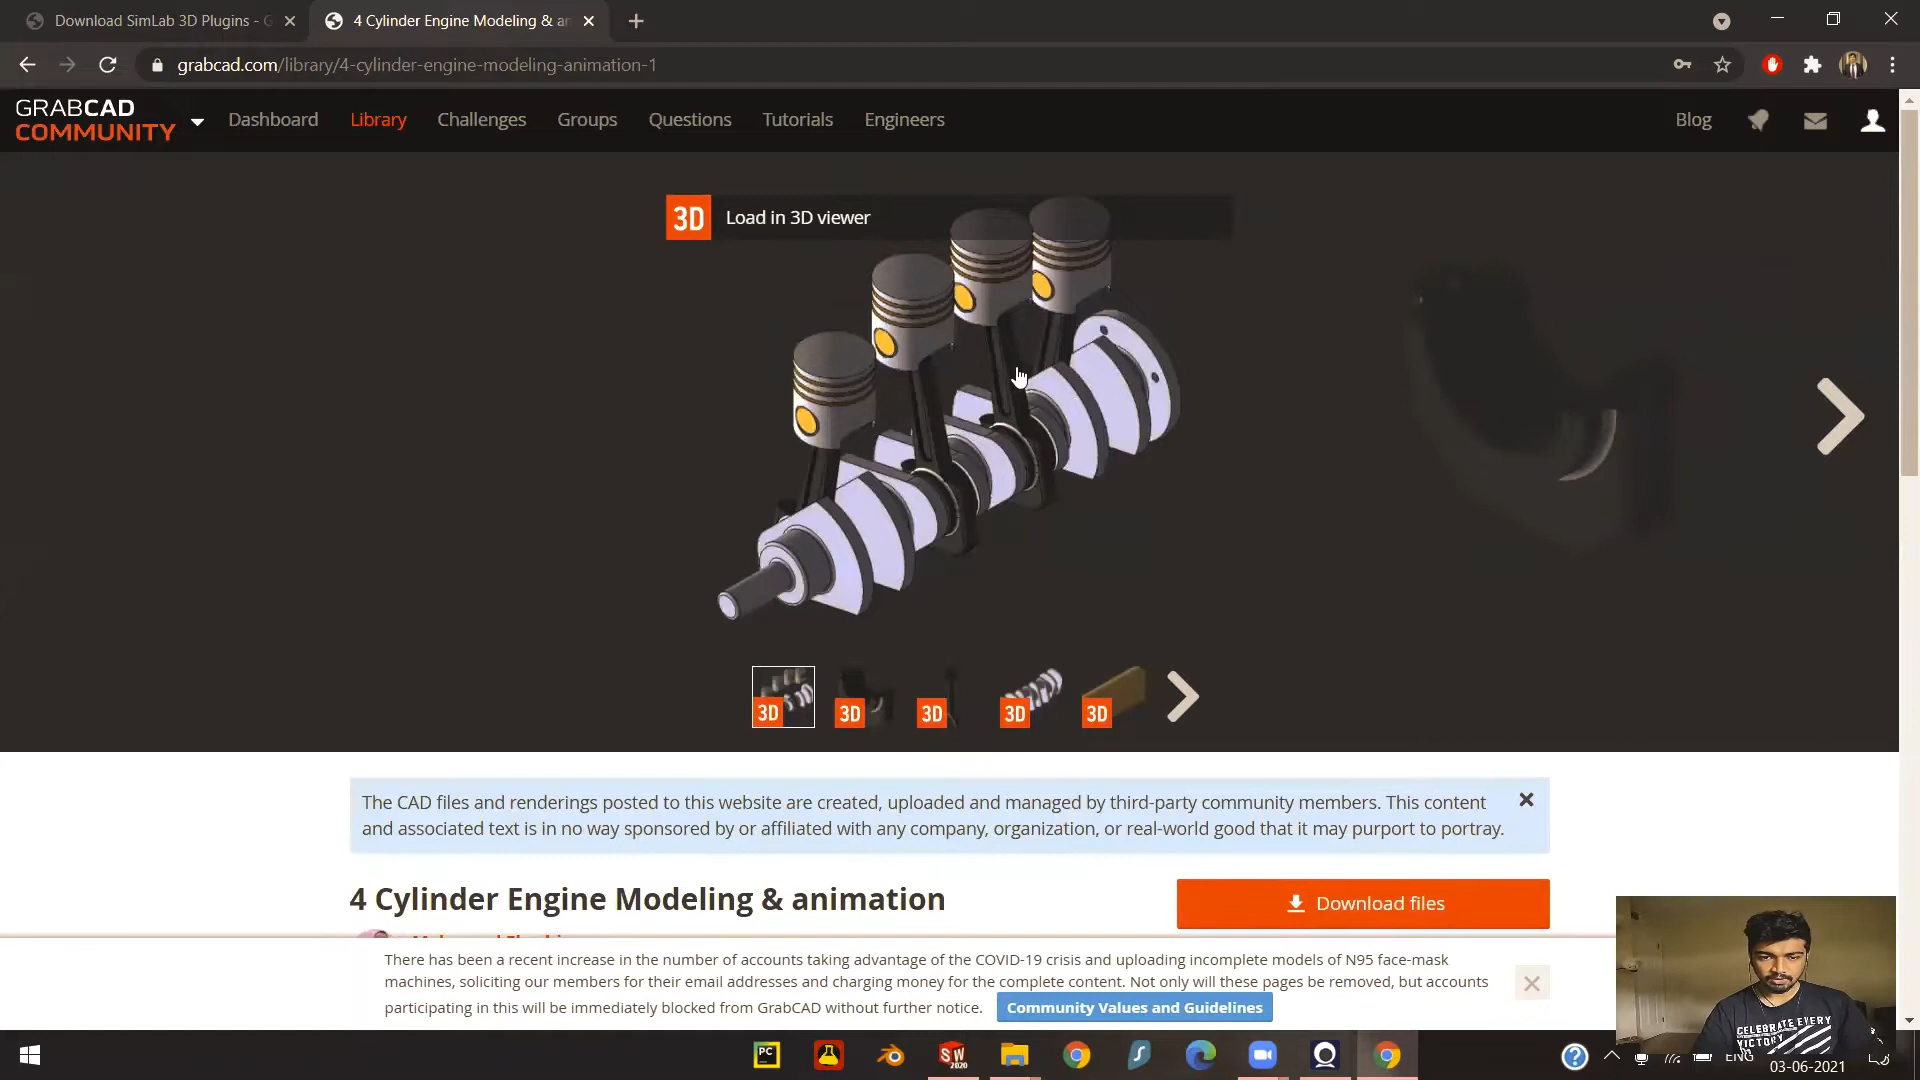 Download SimLab 3D Plugins - G
4 Cylinder Engine Modeling & an
grabcad.com/library/4-cylinder-engine-modeling-animation-1
GRABCAD
COMMUNITY
Dashboard
Library
Challenges
Groups
Questions
Tutorials
Engineers
Blog
3D
Load in 3D viewer
3D
3D
3D
3D
3D
The CAD files and renderings posted to this website are created, uploaded and managed by third-party community members. This content
and associated text is in no way sponsored by or affiliated with any company, organization, or real-world good that it may purport to portray.
4 Cylinder Engine Modeling & animation
Download files
There has been a recent increase in the number of accounts taking advantage of the COVID-19 crisis and uploading incomplete models of N95 face-mask
machines, soliciting our members for their email addresses and charging money for the complete content. Not only will these pages be removed, but accounts
participating in this will be immediately blocked from GrabCAD without further notice.
Community Values and Guidelines
CELEBRATE EVERY
VICTORY
PC
SW
2020
ENG
03-06-2021